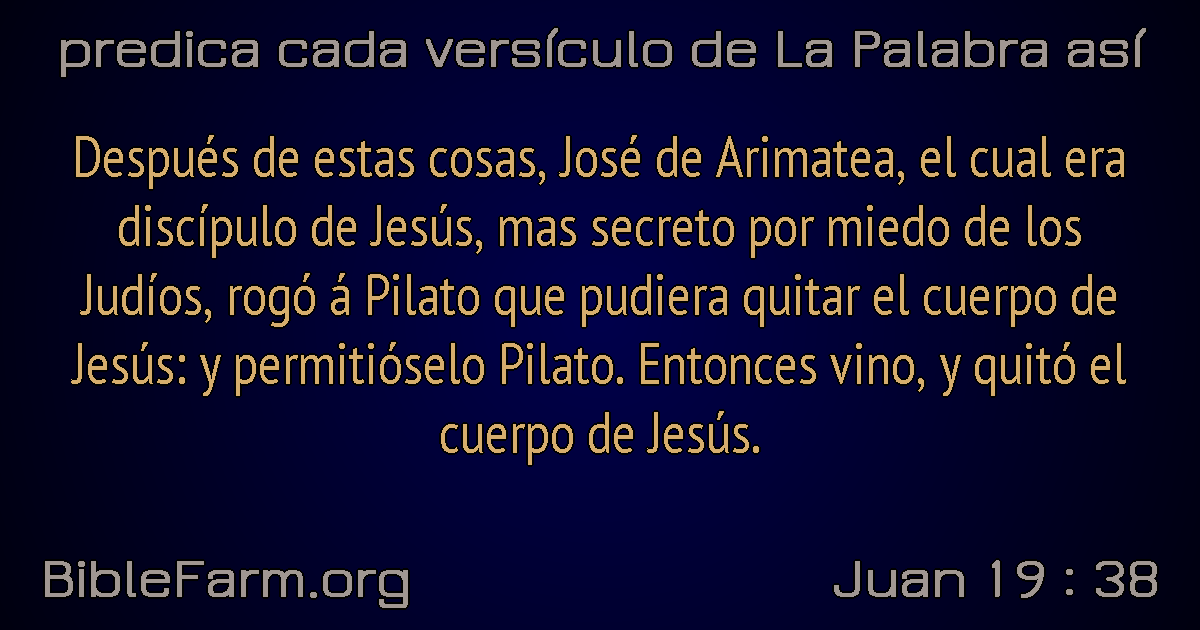 predica cada versículo de La Palabra así
Después de estas cosas, José de Arimatea, el cual era
discípulo de Jesús, mas secreto por miedo de los
Judíos, rogó á Pilato que pudiera quitar el cuerpo de
Jesús: y permitióselo Pilato. Entonces vino, y quitó el
cuerpo de Jesús.
BibleFarm.org
Juan 19 : 38